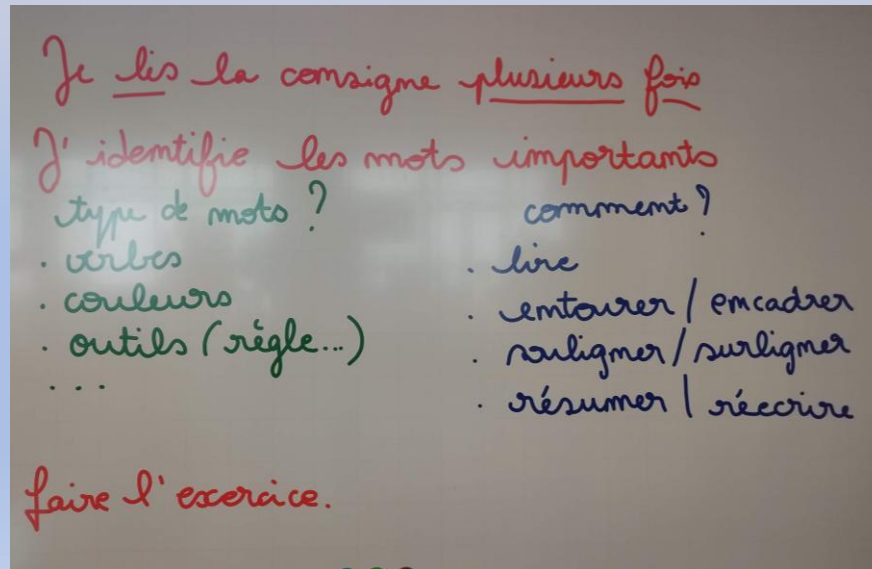 Je lis la consigne plusieurs fois
J'identifie les mots importants
type de mots ?
. verbes
. couleurs
. outils (règle...)
. . .
comment ?
. lire
. entourer / encadrer
. souligner / surligner
. résumer / réecrire
faire l'exercice.